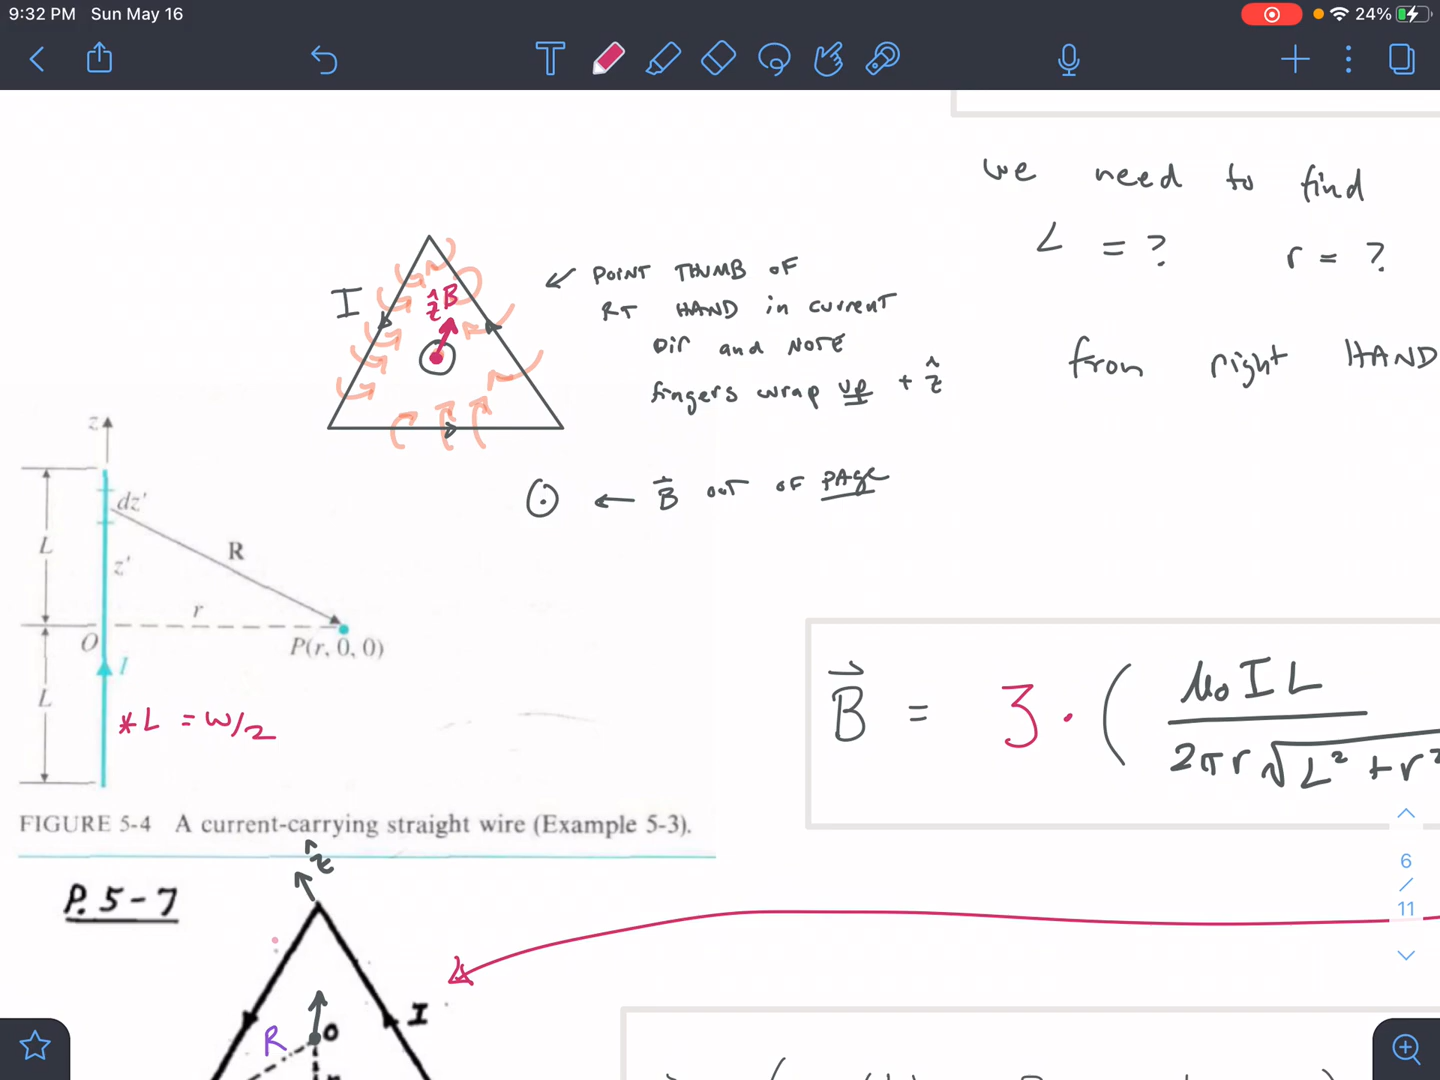 9:32 PM Sun May 16
24%
T
we need to find
L = ? r = ?
from right HAND
I
ẑ B
← POINT THUMB OF
RT HAND in current
Dir and NOTE
fingers wrap up + ẑ
⊙ ← B⃗ OUT OF PAGE
z
dz'
L
R
z'
r
O
P(r, 0, 0)
I
L
*L = w/2
B⃗ = 3 · ( μ₀ I L
2πr √L² + r²
FIGURE 5-4 A current-carrying straight wire (Example 5-3).
ẑ
P. 5-7
6
/
11
I
R
O